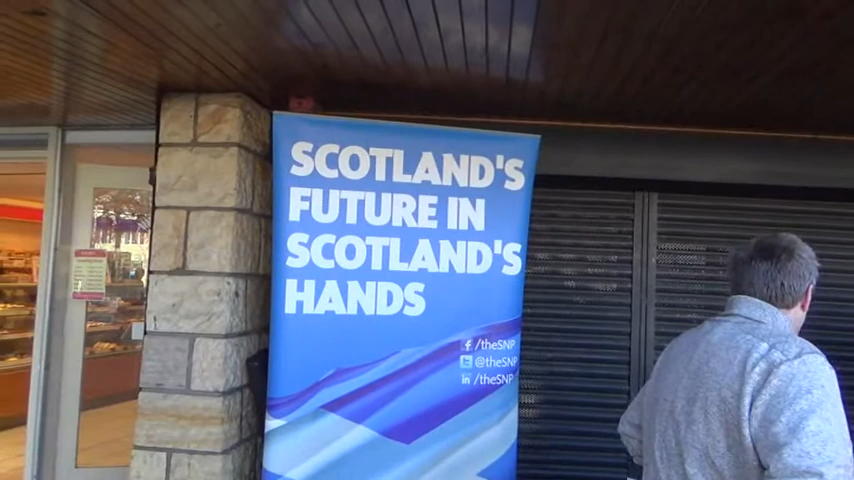 SCOTLAND'S
FUTURE IN
SCOTLAND'S
HANDS
/theSNP
@theSNP
/theSNP